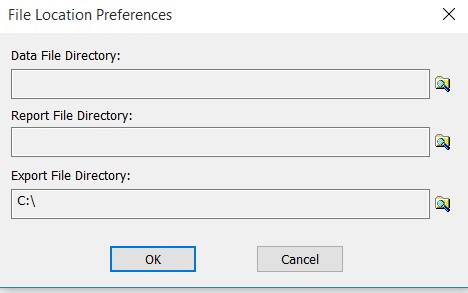 File Location Preferences
Data File Directory:
Report File Directory:
Export File Directory:
C:\
OK
Cancel